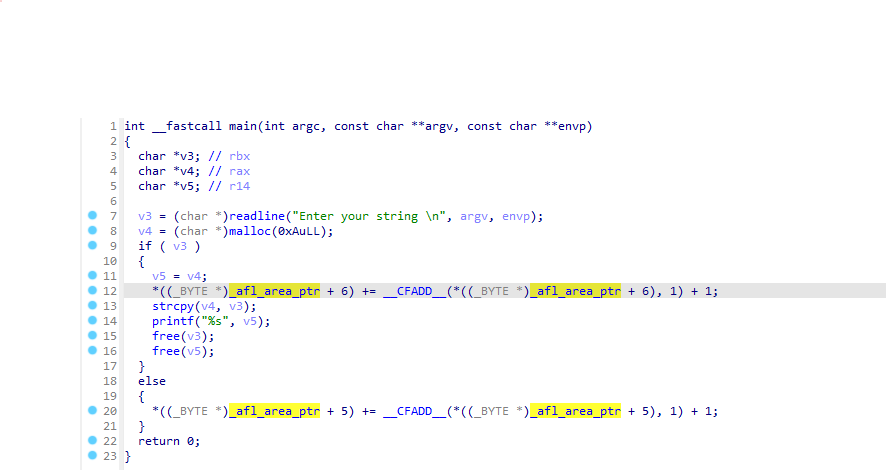 1 int __fastcall main(int argc, const char **argv, const char **envp)
2 {
3 char *v3; // rbx
4 char *v4; // rax
5 char *v5; // r14
6
7 v3 = (char *)readline("Enter your string \n", argv, envp);
8 v4 = (char *)malloc(0xAuLL);
9 if ( v3 )
10 {
11 v5 = v4;
12 *((_BYTE *)_afl_area_ptr + 6) += __CFADD__(*((_BYTE *)_afl_area_ptr + 6), 1) + 1;
13 strcpy(v4, v3);
14 printf("%s", v5);
15 free(v3);
16 free(v5);
17 }
18 else
19 {
20 *((_BYTE *)_afl_area_ptr + 5) += __CFADD__(*((_BYTE *)_afl_area_ptr + 5), 1) + 1;
21 }
22 return 0;
23 }